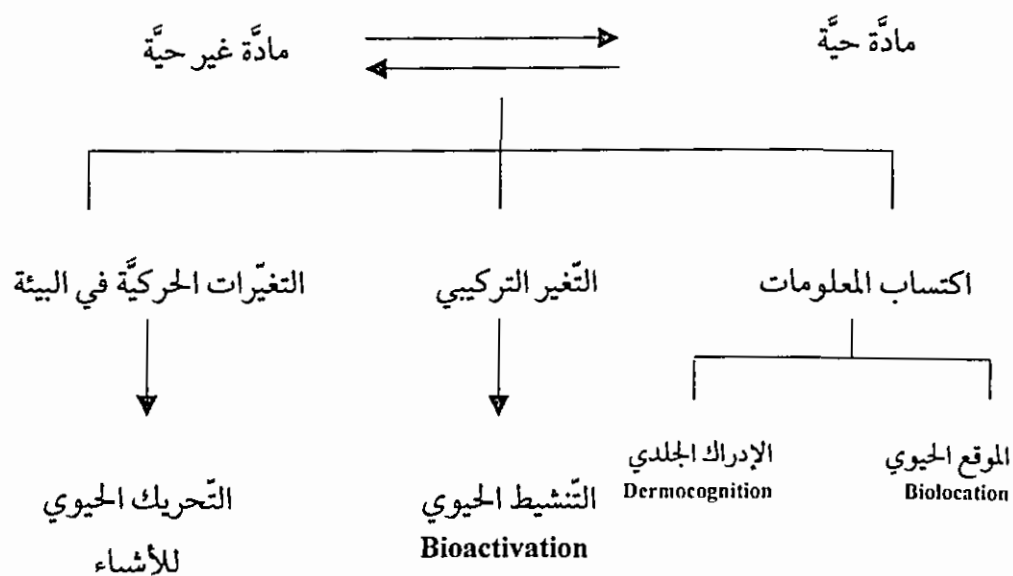 مادَّة حيَّة
مادَّة غير حيَّة
اكتساب المعلومات
التّغير التركيبي
التغيّرات الحركيَّة في البيئة
الموقع الحيوي
Biolocation
الإدراك الجلدي
Dermocognition
التّنشيط الحيوي
Bioactivation
التّحريك الحيوي
للأشياء